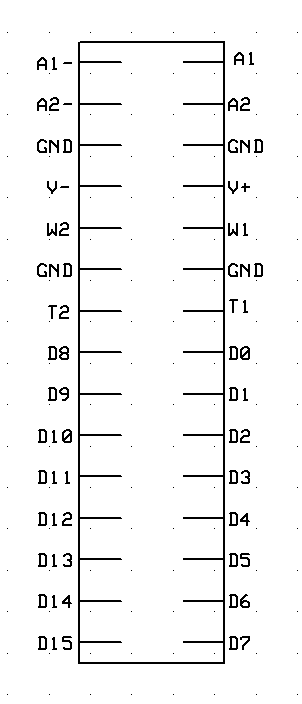 A1- A1
A2- A2
GND GND
V- V+
W2 W1
GND GND
T2 T1
D8 D0
D9 D1
D10 D2
D11 D3
D12 D4
D13 D5
D14 D6
D15 D7